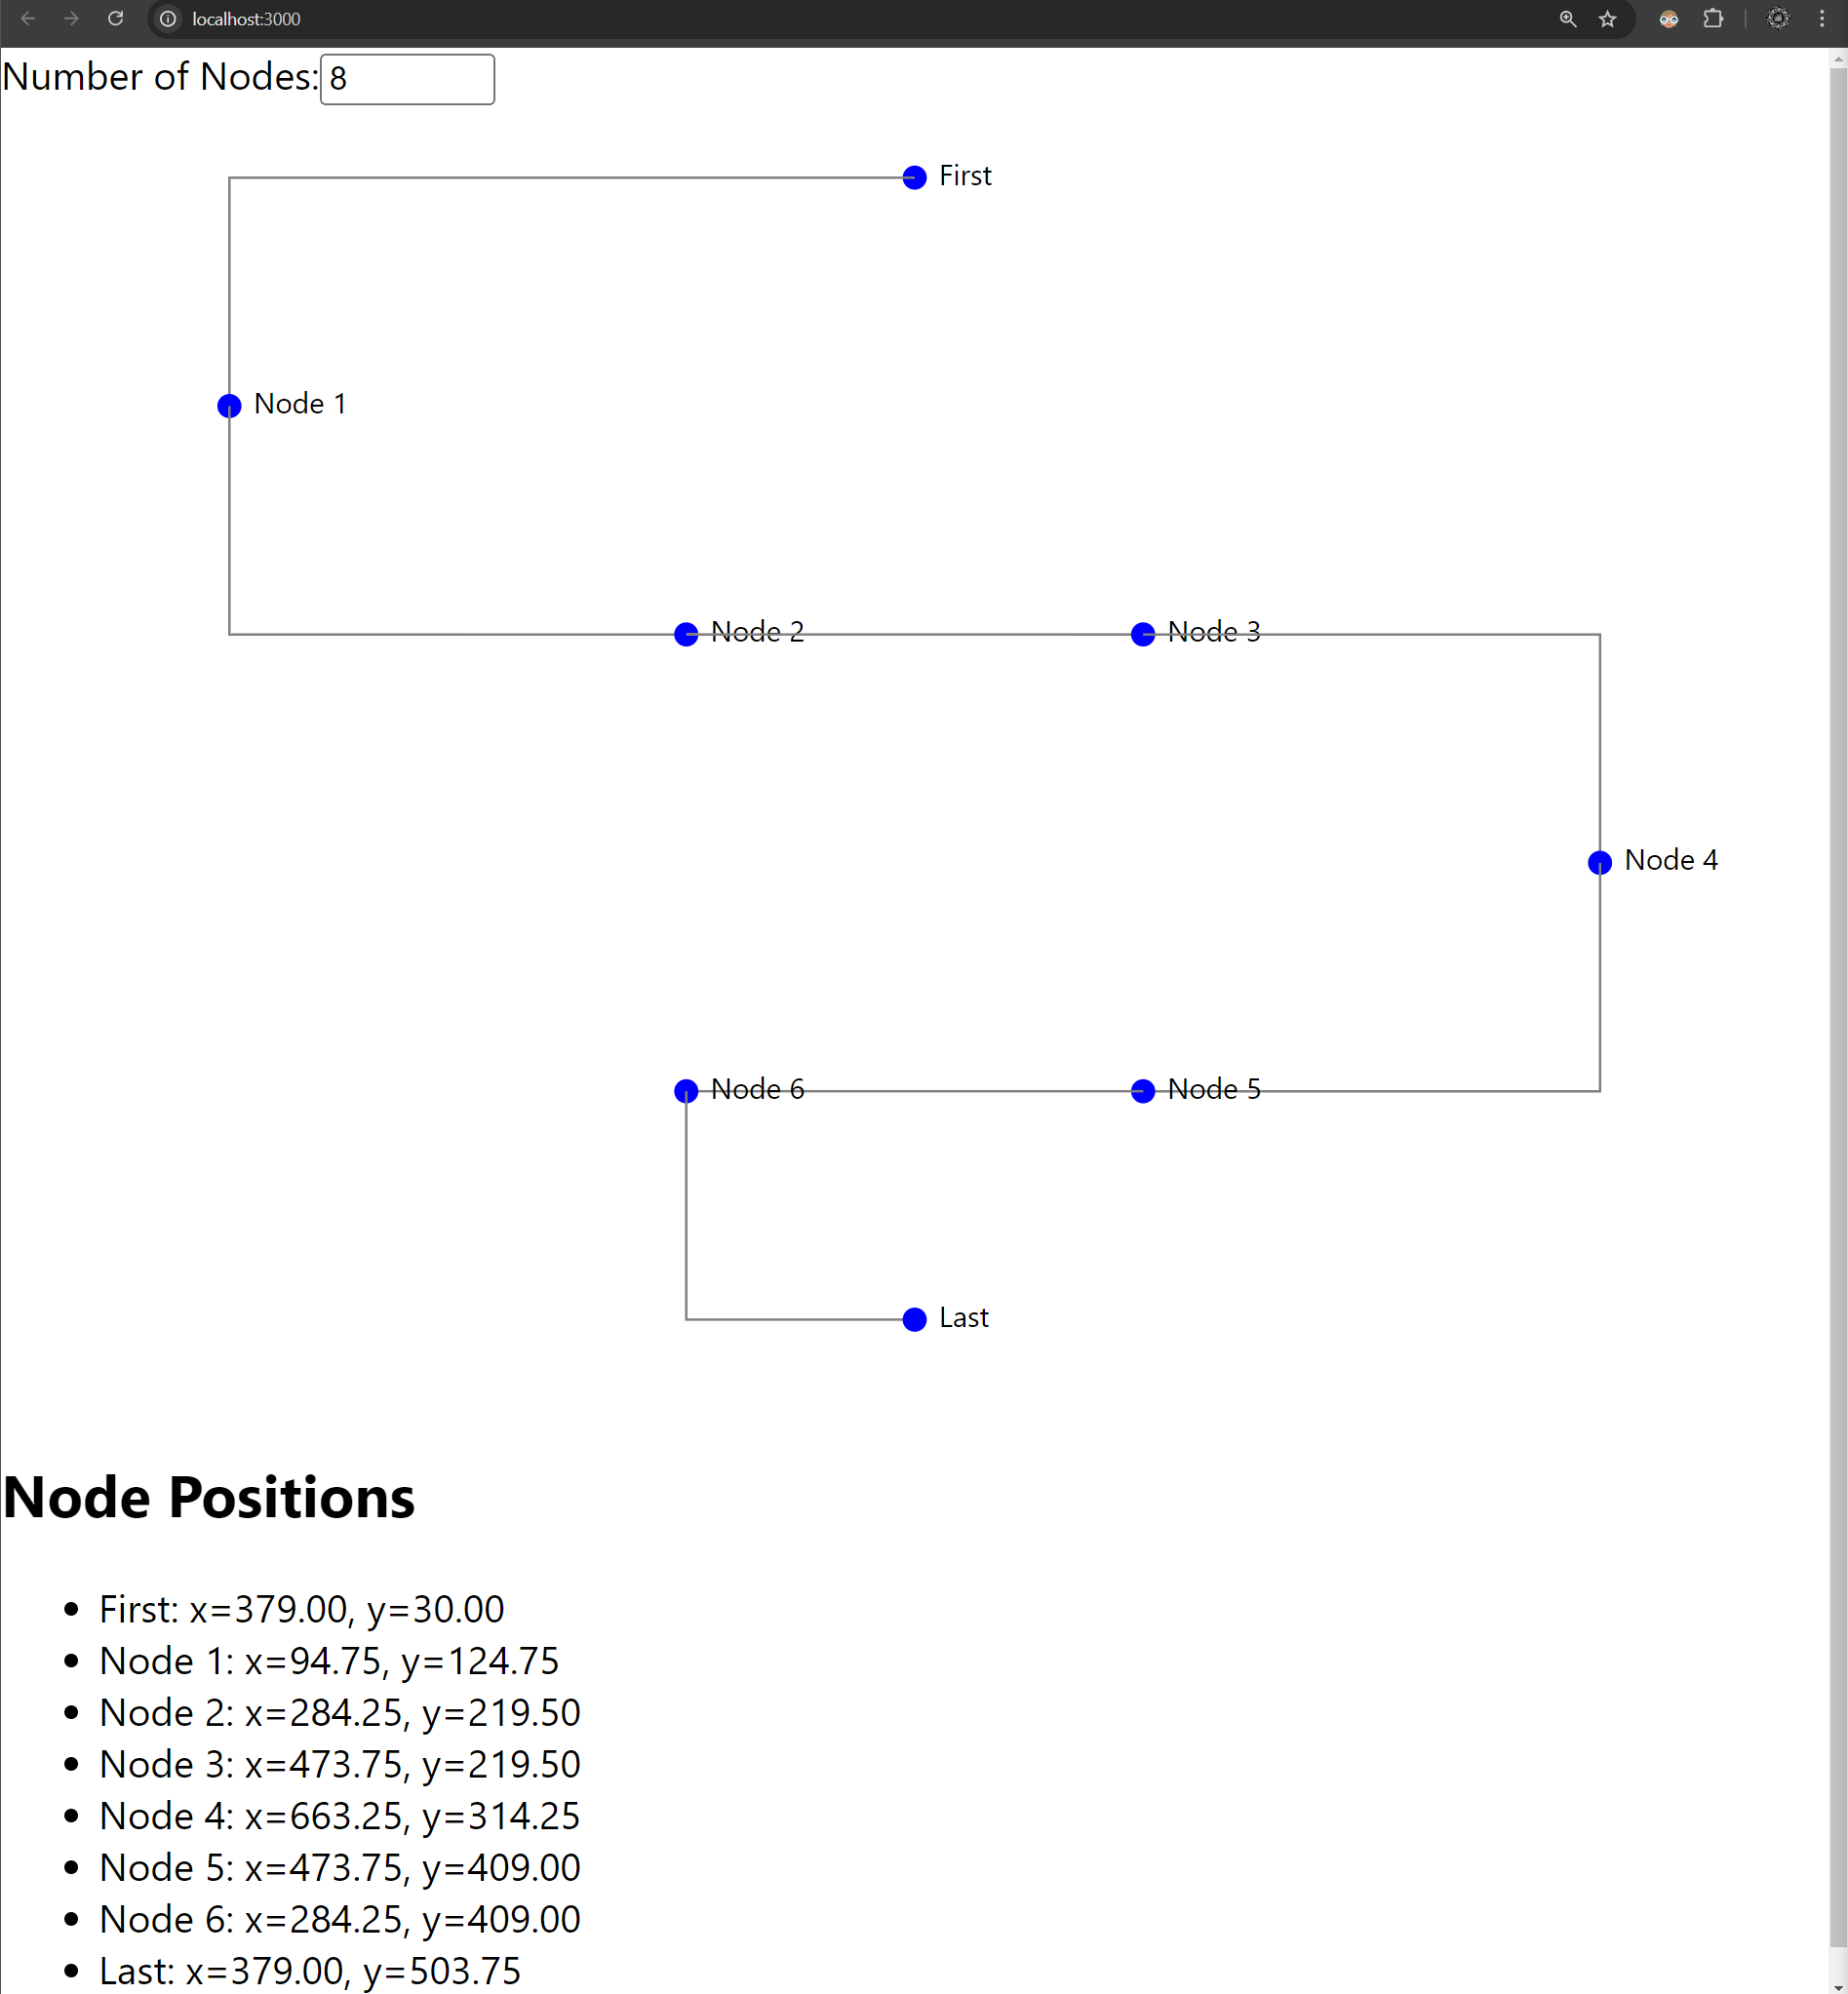 localhost:3000
Number of Nodes: 8
First
Node 1
Node 2
Node 3
Node 4
Node 6
Node 5
Last
Node Positions
First: x=379.00, y=30.00
Node 1: x=94.75, y=124.75
Node 2: x=284.25, y=219.50
Node 3: x=473.75, y=219.50
Node 4: x=663.25, y=314.25
Node 5: x=473.75, y=409.00
Node 6: x=284.25, y=409.00
Last: x=379.00, y=503.75